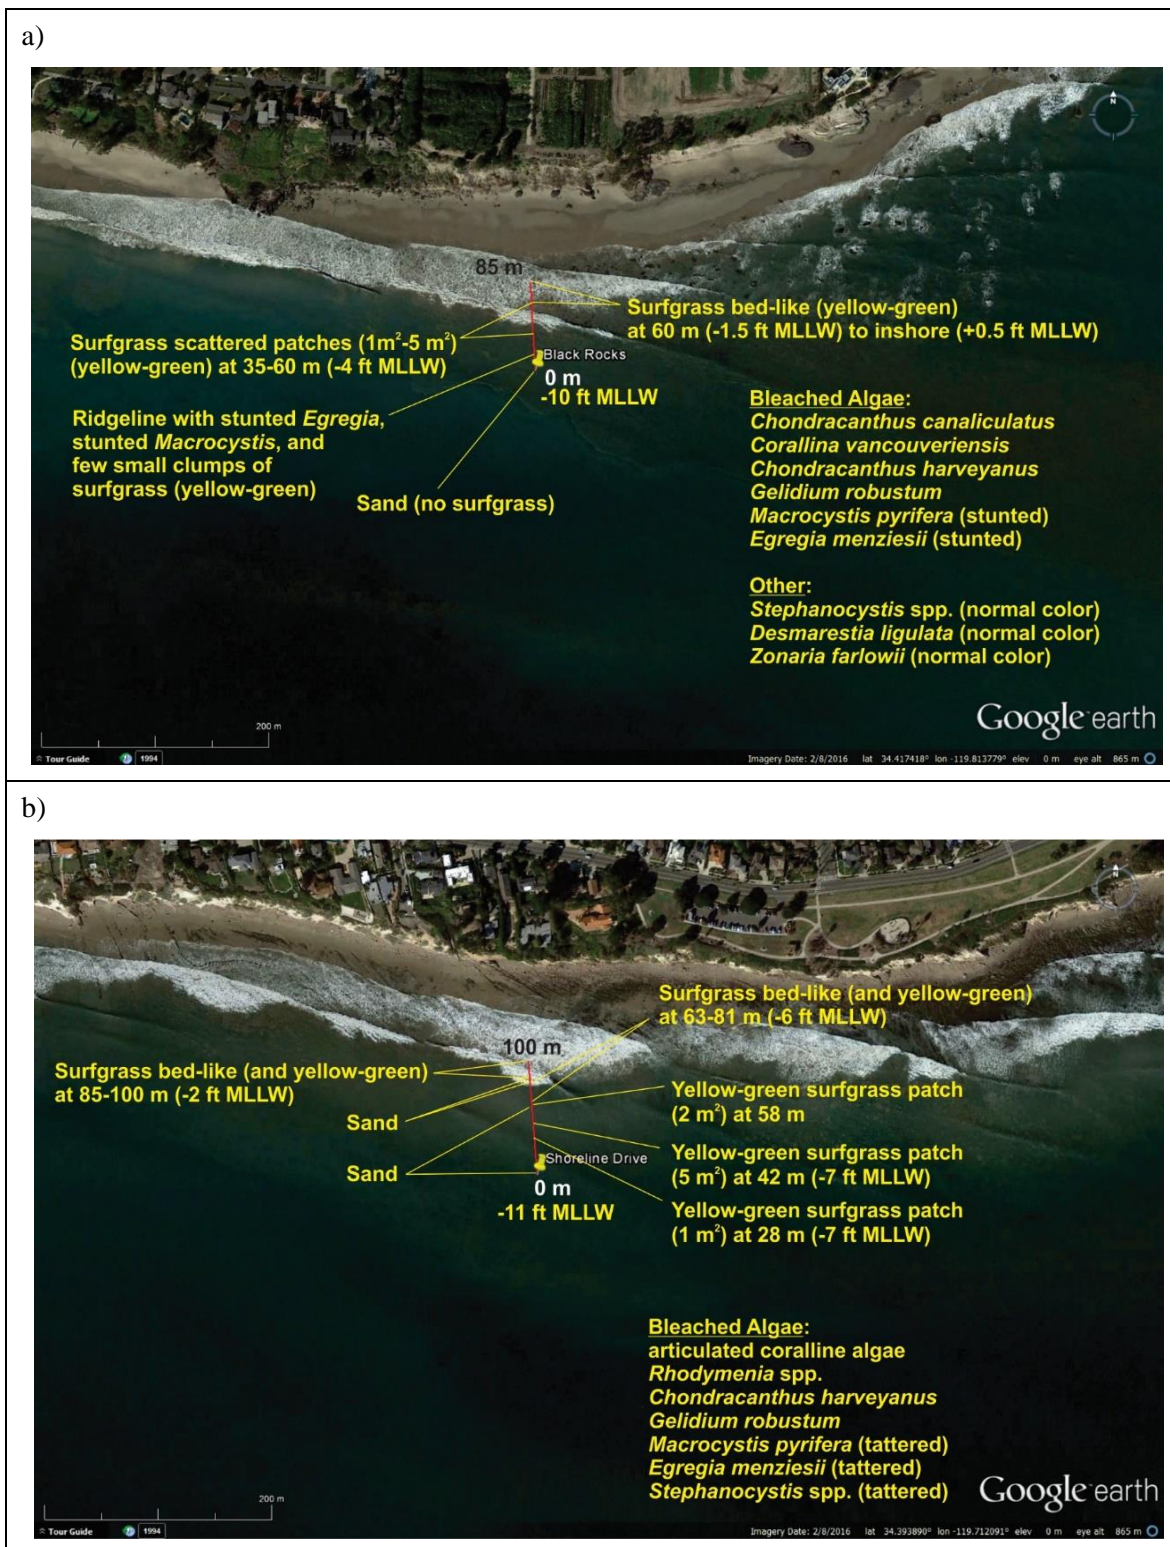 a)
N
85 m
Surfgrass bed-like (yellow-green)
at 60 m (-1.5 ft MLLW) to inshore (+0.5 ft MLLW)
Surfgrass scattered patches (1m²-5 m²)
(yellow-green) at 35-60 m (-4 ft MLLW)
Black Rocks
0 m
-10 ft MLLW
Ridgeline with stunted Egregia,
stunted Macrocystis, and
few small clumps of
surfgrass (yellow-green)
Sand (no surfgrass)
Bleached Algae:
Chondracanthus canaliculatus
Corallina vancouveriensis
Chondracanthus harveyanus
Gelidium robustum
Macrocystis pyrifera (stunted)
Egregia menziesii (stunted)
Other:
Stephanocystis spp. (normal color)
Desmarestia ligulata (normal color)
Zonaria farlowii (normal color)
200 m
Google earth
Tour Guide 1994
Imagery Date: 2/8/2016 lat 34.417418° lon -119.813779° elev 0 m eye alt 865 m
b)
N
Surfgrass bed-like (and yellow-green)
at 63-81 m (-6 ft MLLW)
100 m
Surfgrass bed-like (and yellow-green)
at 85-100 m (-2 ft MLLW)
Sand
Yellow-green surfgrass patch
(2 m²) at 58 m
Sand
Shoreline Drive
0 m
-11 ft MLLW
Yellow-green surfgrass patch
(5 m²) at 42 m (-7 ft MLLW)
Yellow-green surfgrass patch
(1 m²) at 28 m (-7 ft MLLW)
Bleached Algae:
articulated coralline algae
Rhodymenia spp.
Chondracanthus harveyanus
Gelidium robustum
Macrocystis pyrifera (tattered)
Egregia menziesii (tattered)
Stephanocystis spp. (tattered)
200 m
Google earth
Tour Guide 1994
Imagery Date: 2/8/2016 lat 34.393890° lon -119.712091° elev 0 m eye alt 865 m